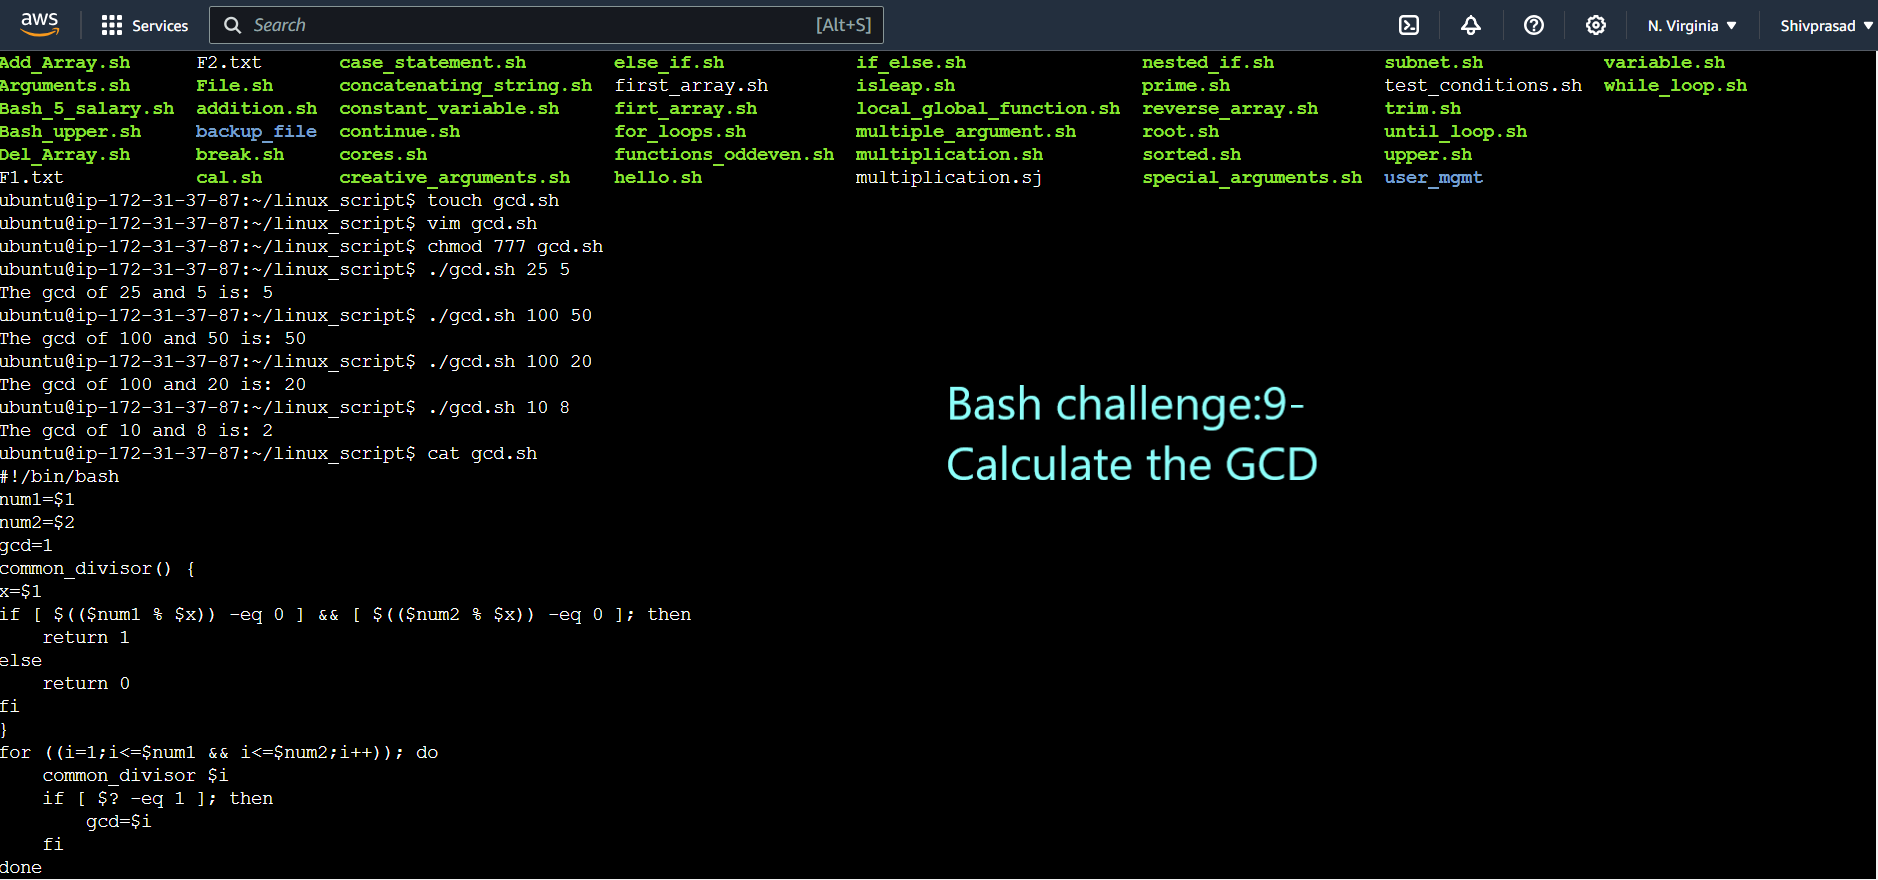 aws Services Search [Alt+S] N. Virginia Shivprasad
Add_Array.sh F2.txt case_statement.sh else_if.sh if_else.sh nested_if.sh subnet.sh variable.sh
Arguments.sh File.sh concatenating_string.sh first_array.sh isleap.sh prime.sh test_conditions.sh while_loop.sh
Bash_5_salary.sh addition.sh constant_variable.sh firt_array.sh local_global_function.sh reverse_array.sh trim.sh
Bash_upper.sh backup_file continue.sh for_loops.sh multiple_argument.sh root.sh until_loop.sh
Del_Array.sh break.sh cores.sh functions_oddeven.sh multiplication.sh sorted.sh upper.sh
F1.txt cal.sh creative_arguments.sh hello.sh multiplication.sj special_arguments.sh user_mgmt
ubuntu@ip-172-31-37-87:~/linux_script$ touch gcd.sh
ubuntu@ip-172-31-37-87:~/linux_script$ vim gcd.sh
ubuntu@ip-172-31-37-87:~/linux_script$ chmod 777 gcd.sh
ubuntu@ip-172-31-37-87:~/linux_script$ ./gcd.sh 25 5
The gcd of 25 and 5 is: 5
ubuntu@ip-172-31-37-87:~/linux_script$ ./gcd.sh 100 50
The gcd of 100 and 50 is: 50
ubuntu@ip-172-31-37-87:~/linux_script$ ./gcd.sh 100 20
The gcd of 100 and 20 is: 20
ubuntu@ip-172-31-37-87:~/linux_script$ ./gcd.sh 10 8
The gcd of 10 and 8 is: 2
ubuntu@ip-172-31-37-87:~/linux_script$ cat gcd.sh
#!/bin/bash
num1=$1
num2=$2
gcd=1
common_divisor() {
x=$1
if [ $(($num1 % $x)) -eq 0 ] && [ $(($num2 % $x)) -eq 0 ]; then
    return 1
else
    return 0
fi
}
for ((i=1;i<=$num1 && i<=$num2;i++)); do
    common_divisor $i
    if [ $? -eq 1 ]; then
        gcd=$i
    fi
done
Bash challenge:9-
Calculate the GCD